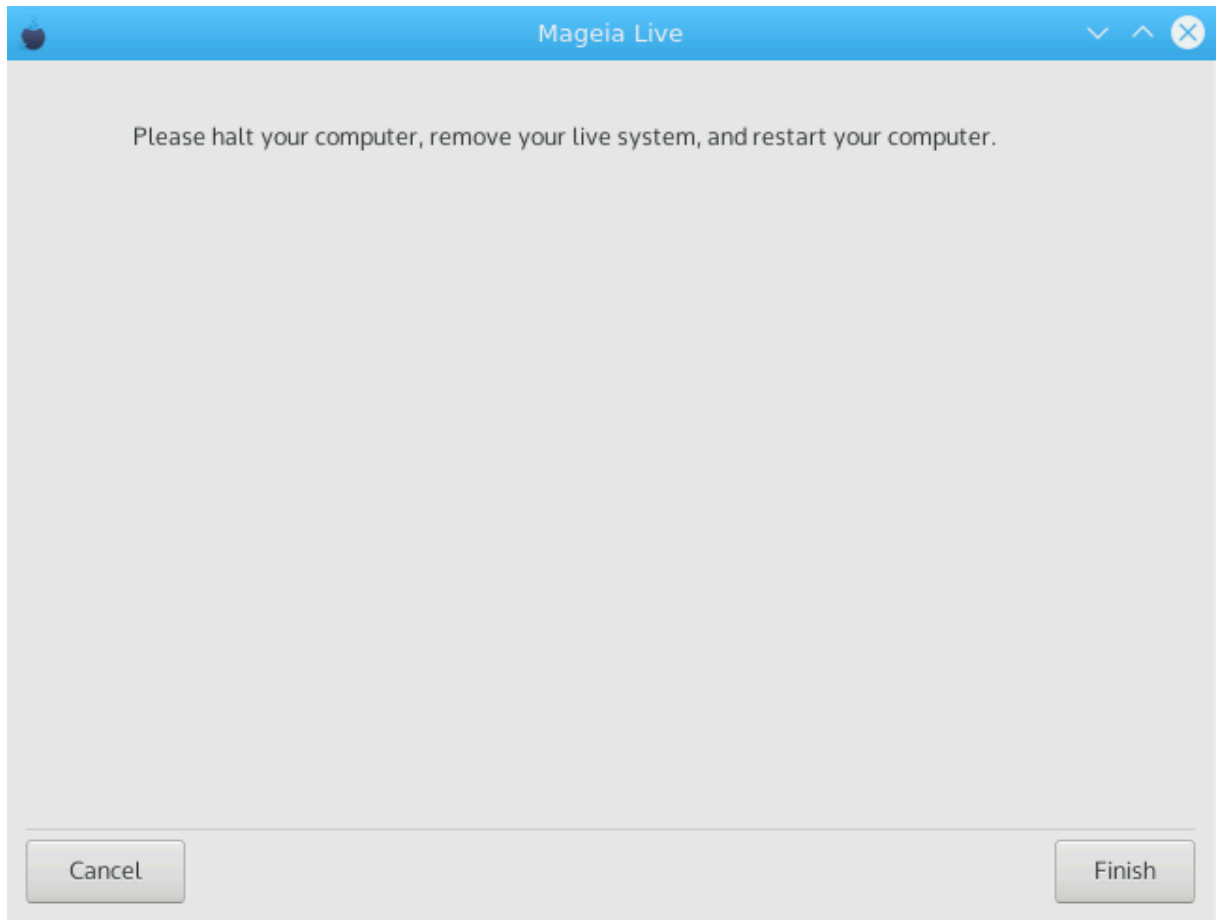 Mageia Live
Please halt your computer, remove your live system, and restart your computer.
Cancel
Finish